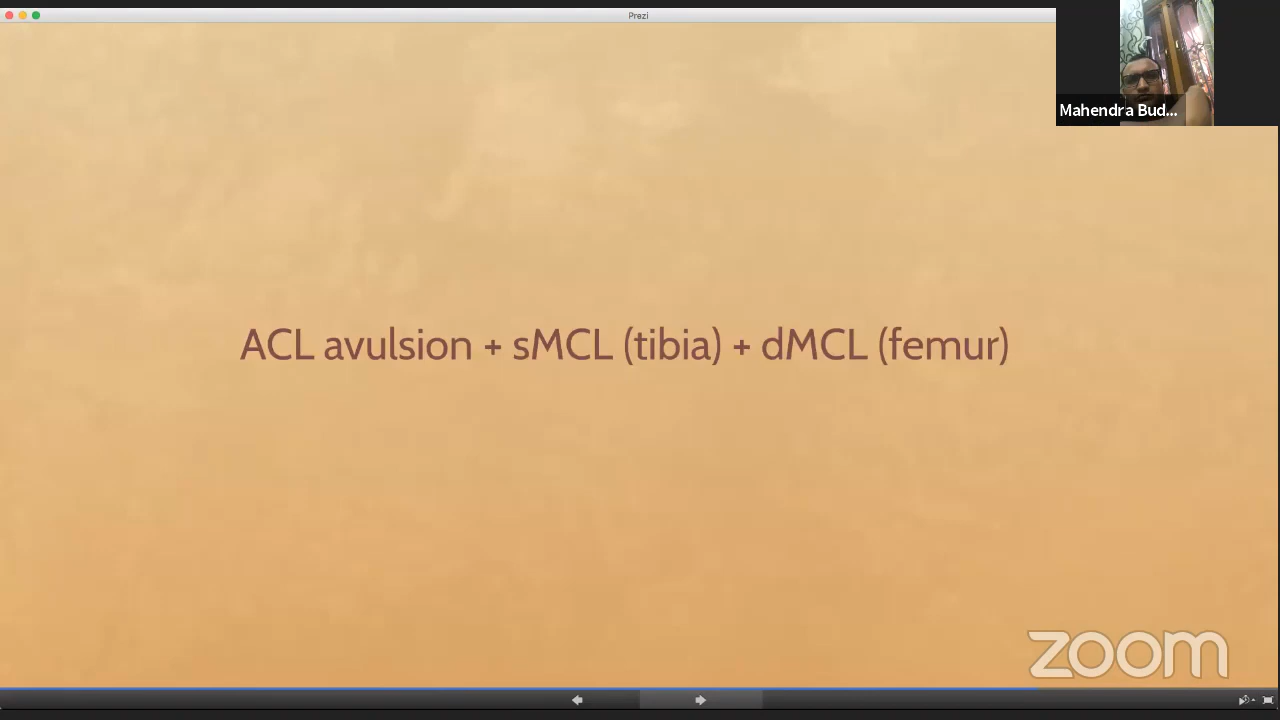 Prezi
Mahendra Bud...
ACL avulsion + sMCL (tibia) + dMCL (femur)
zoom